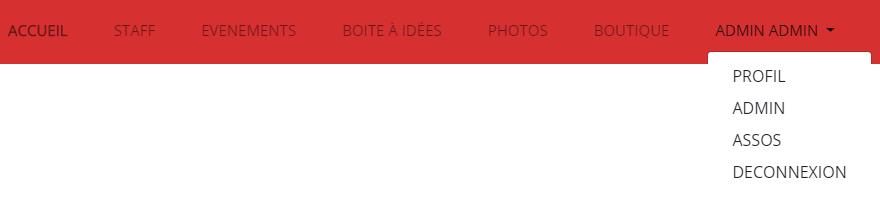 ACCUEIL STAFF EVENEMENTS BOITE À IDÉES PHOTOS BOUTIQUE ADMIN ADMIN
PROFIL
ADMIN
ASSOS
DECONNEXION